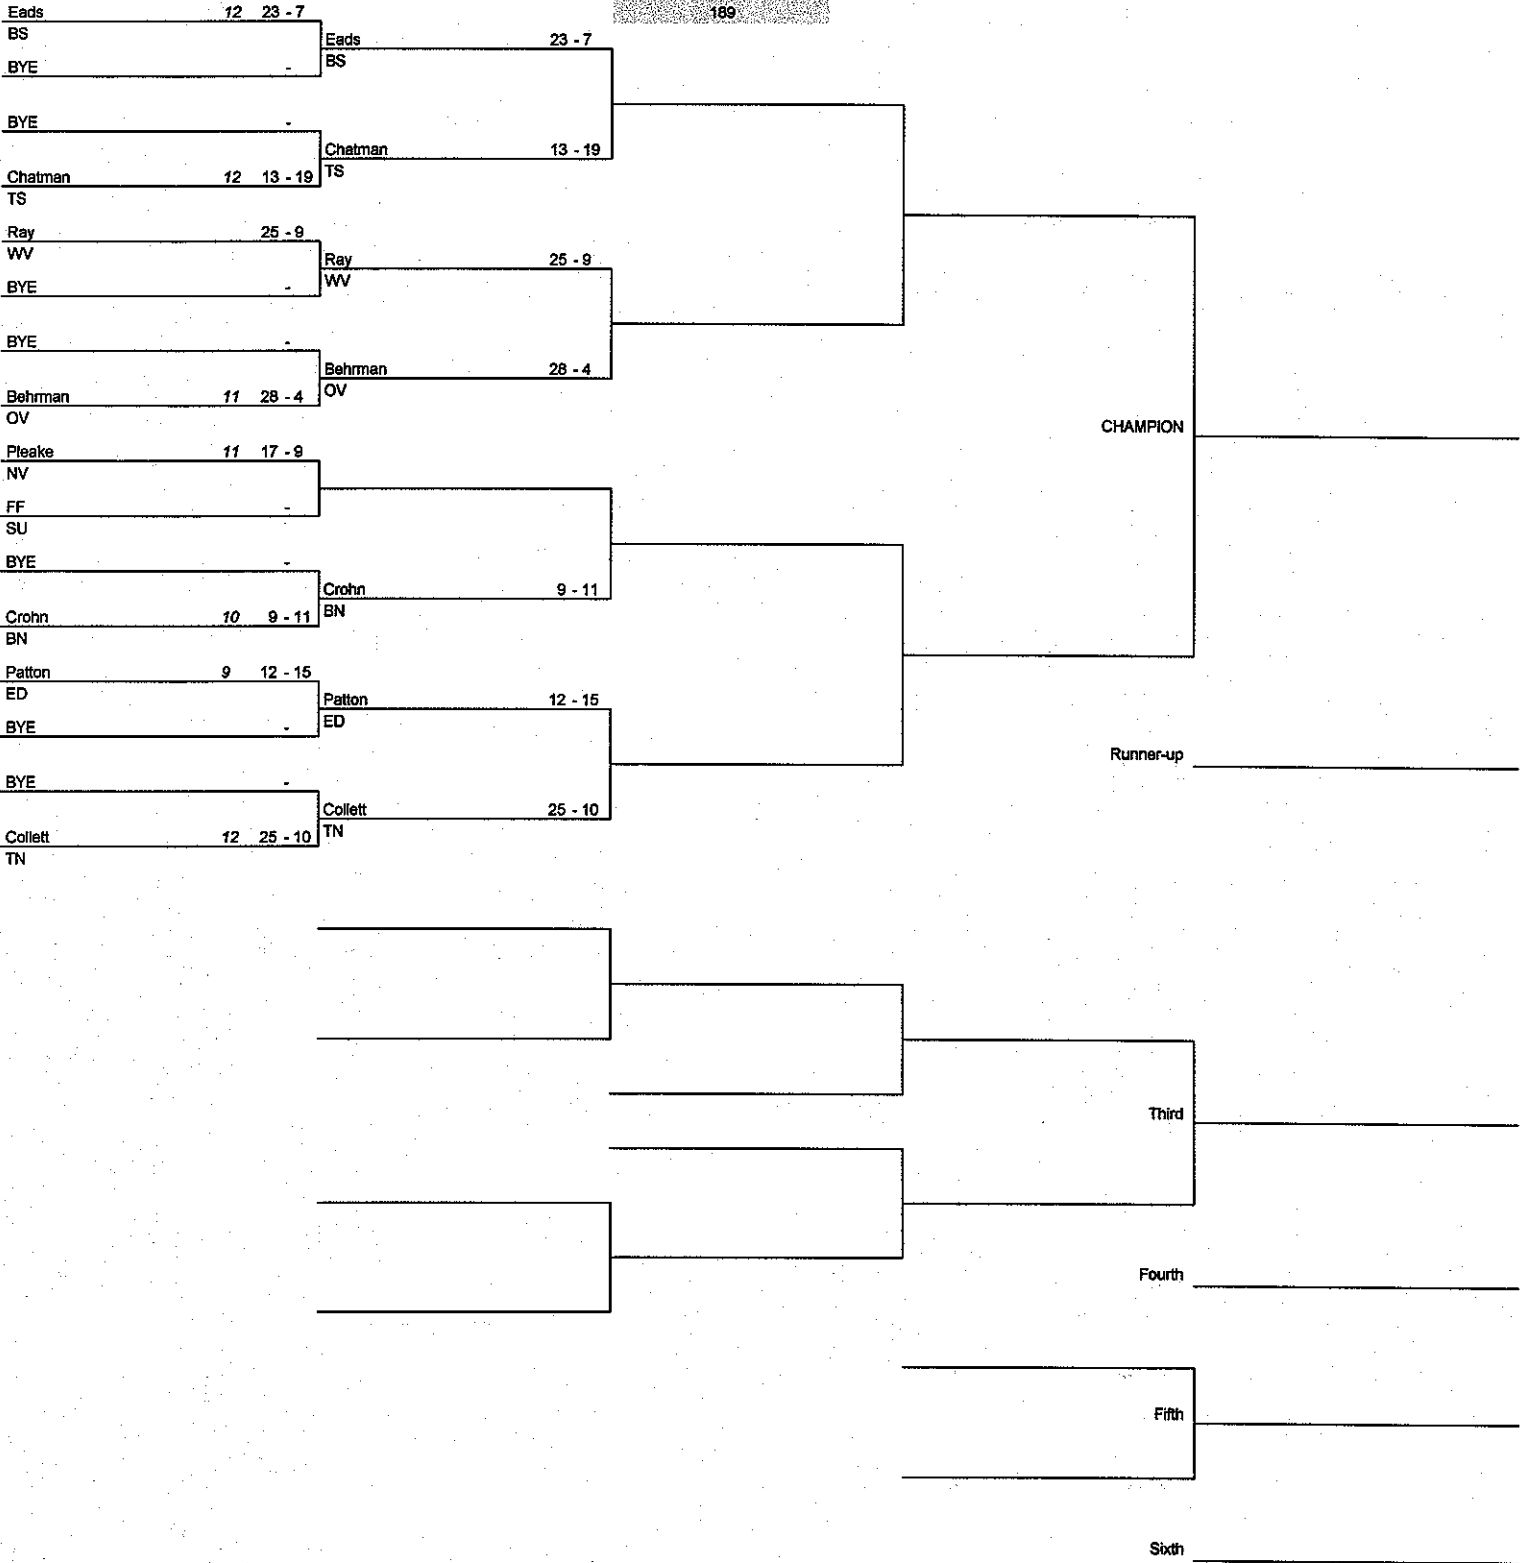 189
Eads 12 23 - 7
BS
BYE -
Eads 23 - 7
BS
BYE -
Chatman 12 13 - 19
TS
Chatman 13 - 19
TS
Ray 25 - 9
WV
BYE -
Ray 25 - 9
WV
BYE -
Behrman 11 28 - 4
OV
Behrman 28 - 4
OV
Pleake 11 17 - 9
NV
FF -
SU
BYE -
Crohn 10 9 - 11
BN
Crohn 9 - 11
BN
Patton 9 12 - 15
ED
BYE -
Patton 12 - 15
ED
BYE -
Collett 12 25 - 10
TN
Collett 25 - 10
TN
CHAMPION
Runner-up
Third
Fourth
Fifth
Sixth